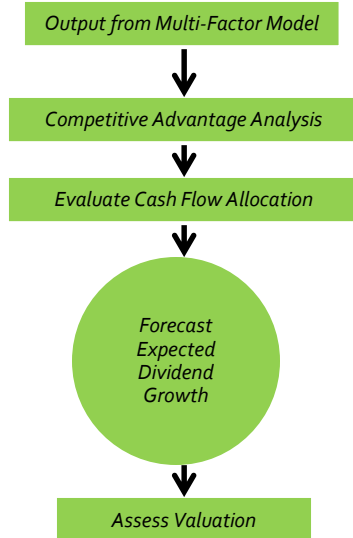 Output from Multi-Factor Model
Competitive Advantage Analysis
Evaluate Cash Flow Allocation
Forecast
Expected
Dividend
Growth
Assess Valuation